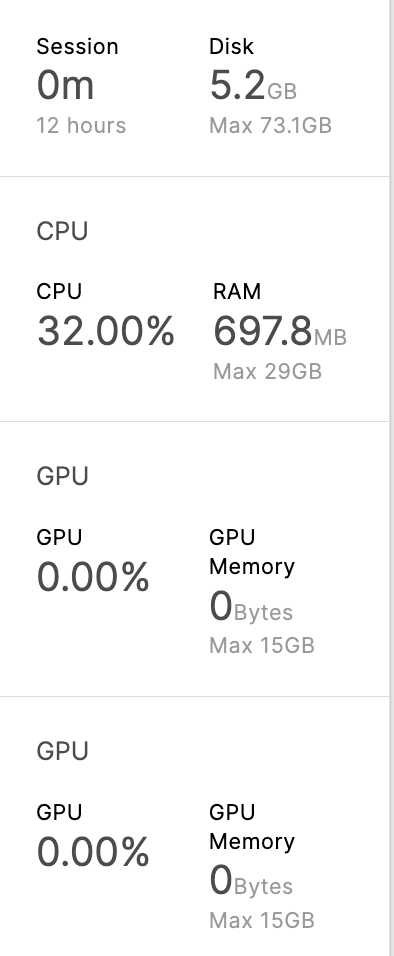 Session
0m
12 hours
Disk
5.2GB
Max 73.1GB
CPU
CPU
32.00%
RAM
697.8MB
Max 29GB
GPU
GPU
0.00%
GPU
Memory
0Bytes
Max 15GB
GPU
GPU
0.00%
GPU
Memory
0Bytes
Max 15GB